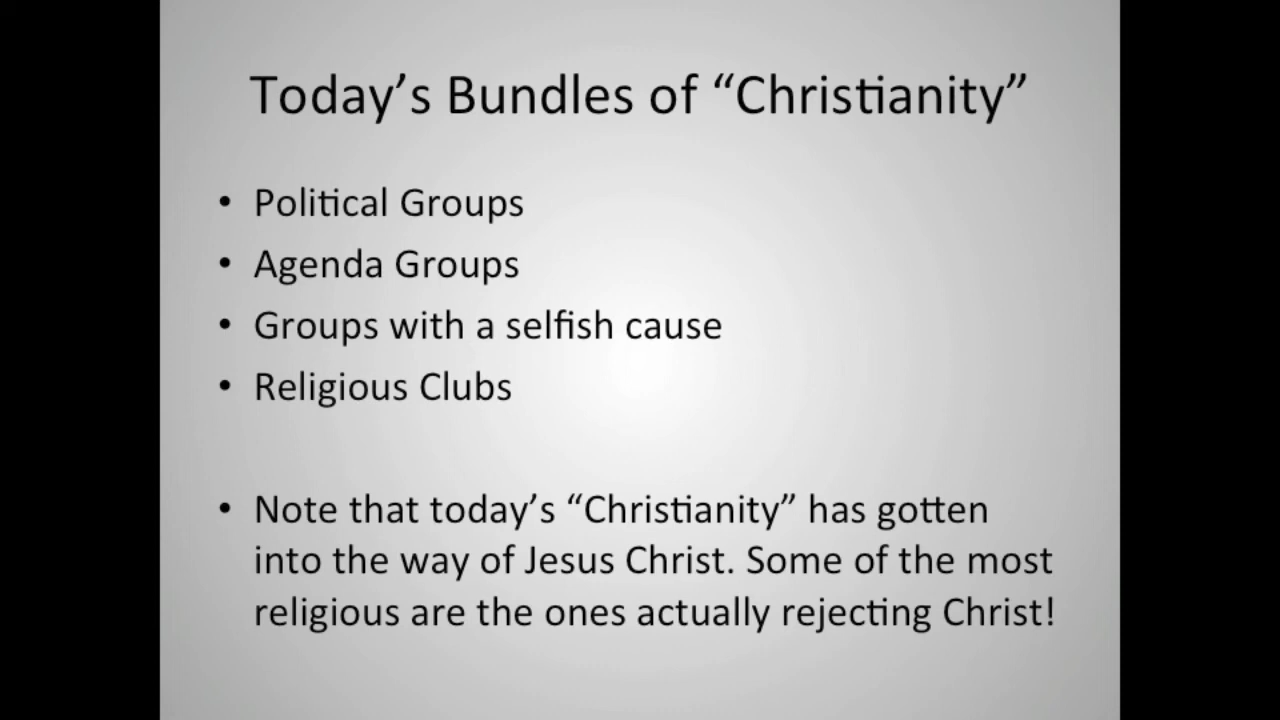 Today’s Bundles of “Christianity”
• Political Groups
• Agenda Groups
• Groups with a selfish cause
• Religious Clubs
• Note that today’s “Christianity” has gotten
into the way of Jesus Christ. Some of the most
religious are the ones actually rejecting Christ!